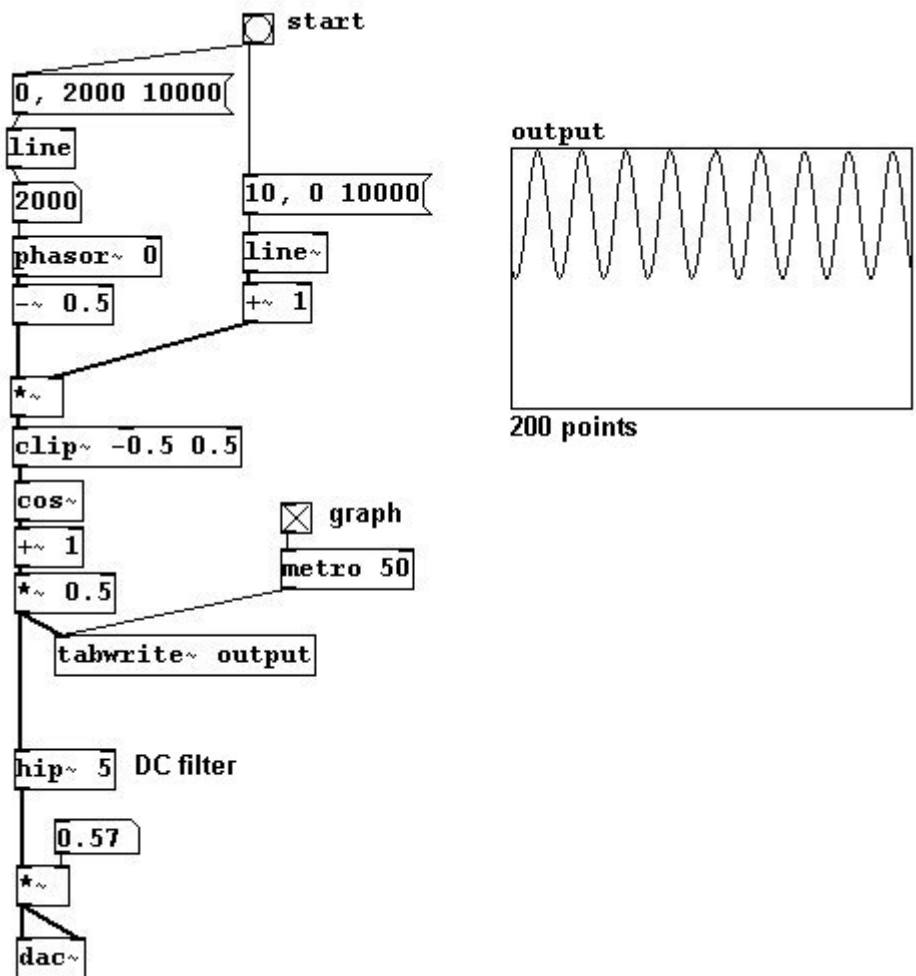 start
0, 2000 10000
line
2000
10, 0 10000
phasor~ 0
line~
-~ 0.5
+~ 1
*~
clip~ -0.5 0.5
cos~
+~ 1
graph
metro 50
*~ 0.5
tabwrite~ output
hip~ 5 DC filter
0.57
*~
dac~
output
200 points